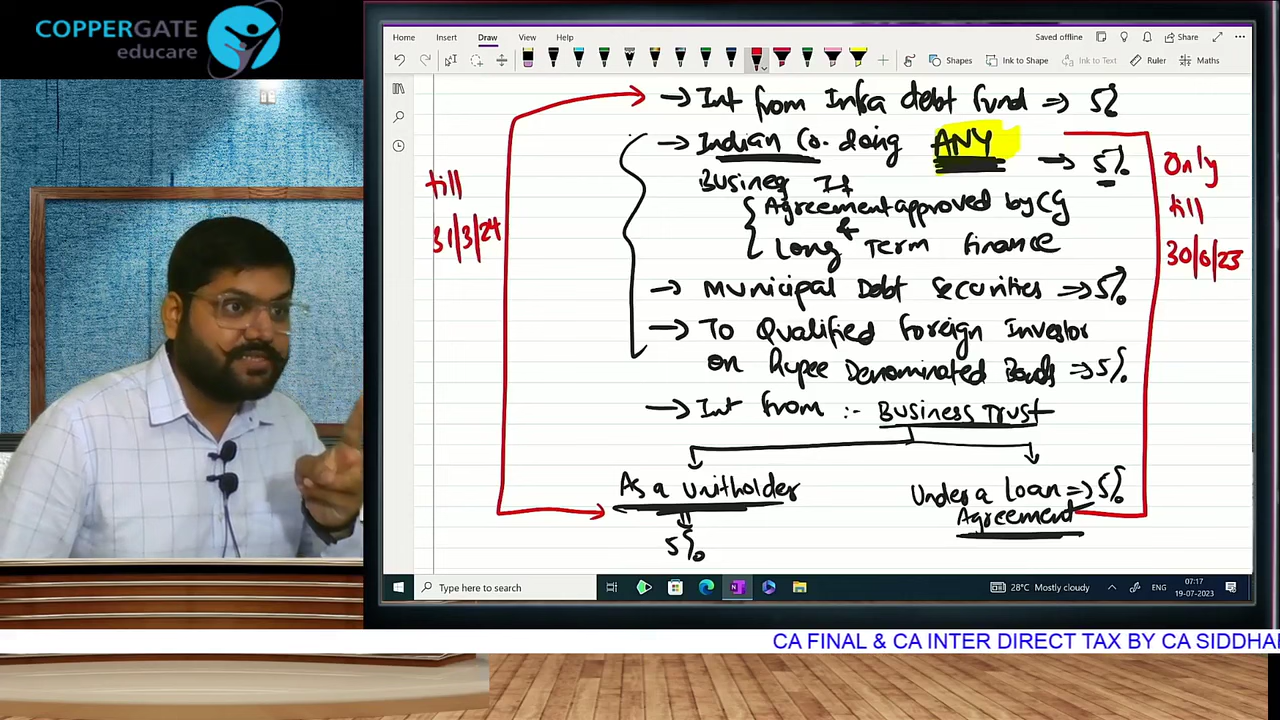 COPPERGATE
educare
Home Insert Draw View Help
Saved offline
Share
Shapes
Ink to Shape
Ink to Text
Ruler
Maths
→ Int from Infra debt fund ⇒ 5%
→ Indian Co. doing ANY → 5%
Business If
Agreement approved by CG
&
Long Term finance
→ Municipal Debt Securities ⇒ 5%
→ To Qualified Foreign Investor
on Rupee Denominated Bonds ⇒ 5%
→ Int from :- Business Trust
As a unitholder
5%
Under a loan ⇒ 5%
Agreement
till
31/3/24
Only
till
30/6/23
Type here to search
28°C Mostly cloudy
ENG
07:17
19-07-2023
CA FINAL & CA INTER DIRECT TAX BY CA SIDDHA